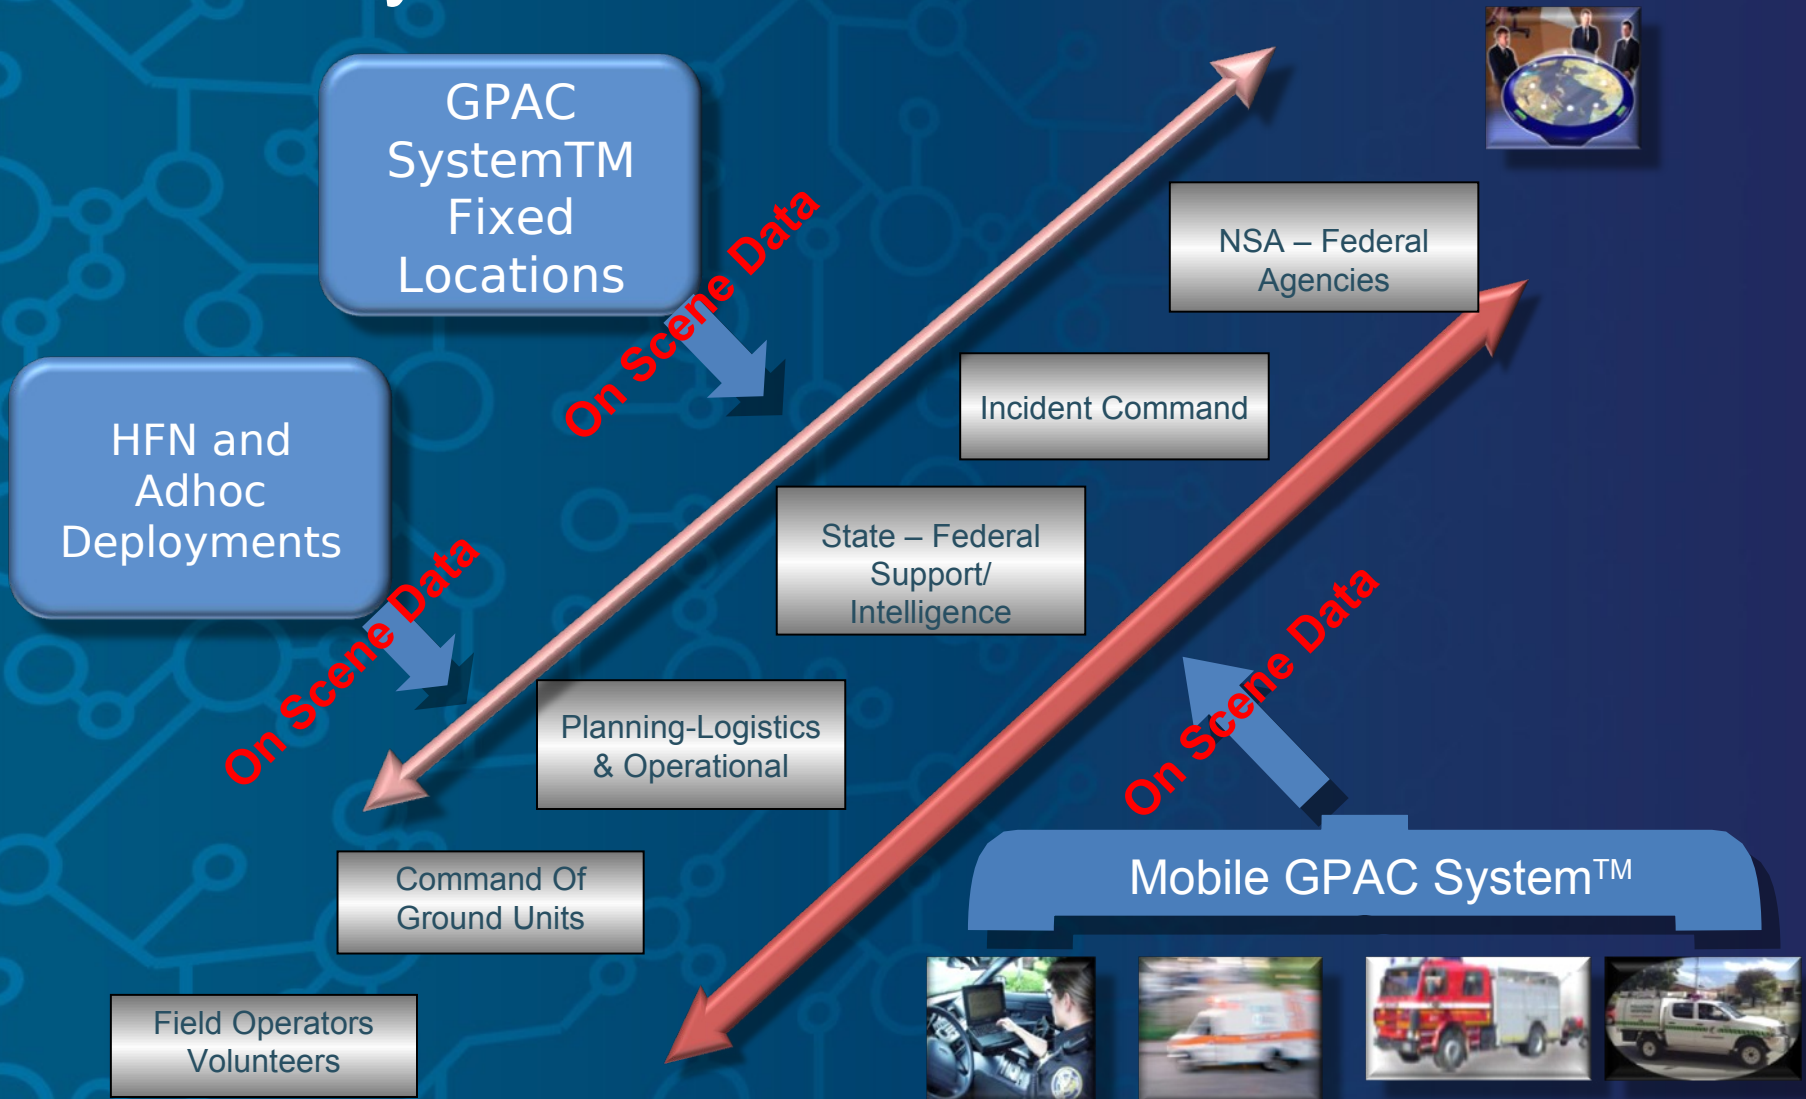 GPAC
SystemTM
Fixed
Locations
On Scene Data
NSA – Federal
Agencies
Incident Command
HFN and
Adhoc
Deployments
On Scene Data
State – Federal
Support/
Intelligence
On Scene Data
Planning-Logistics
& Operational
Mobile GPAC System™
Command Of
Ground Units
Field Operators
Volunteers